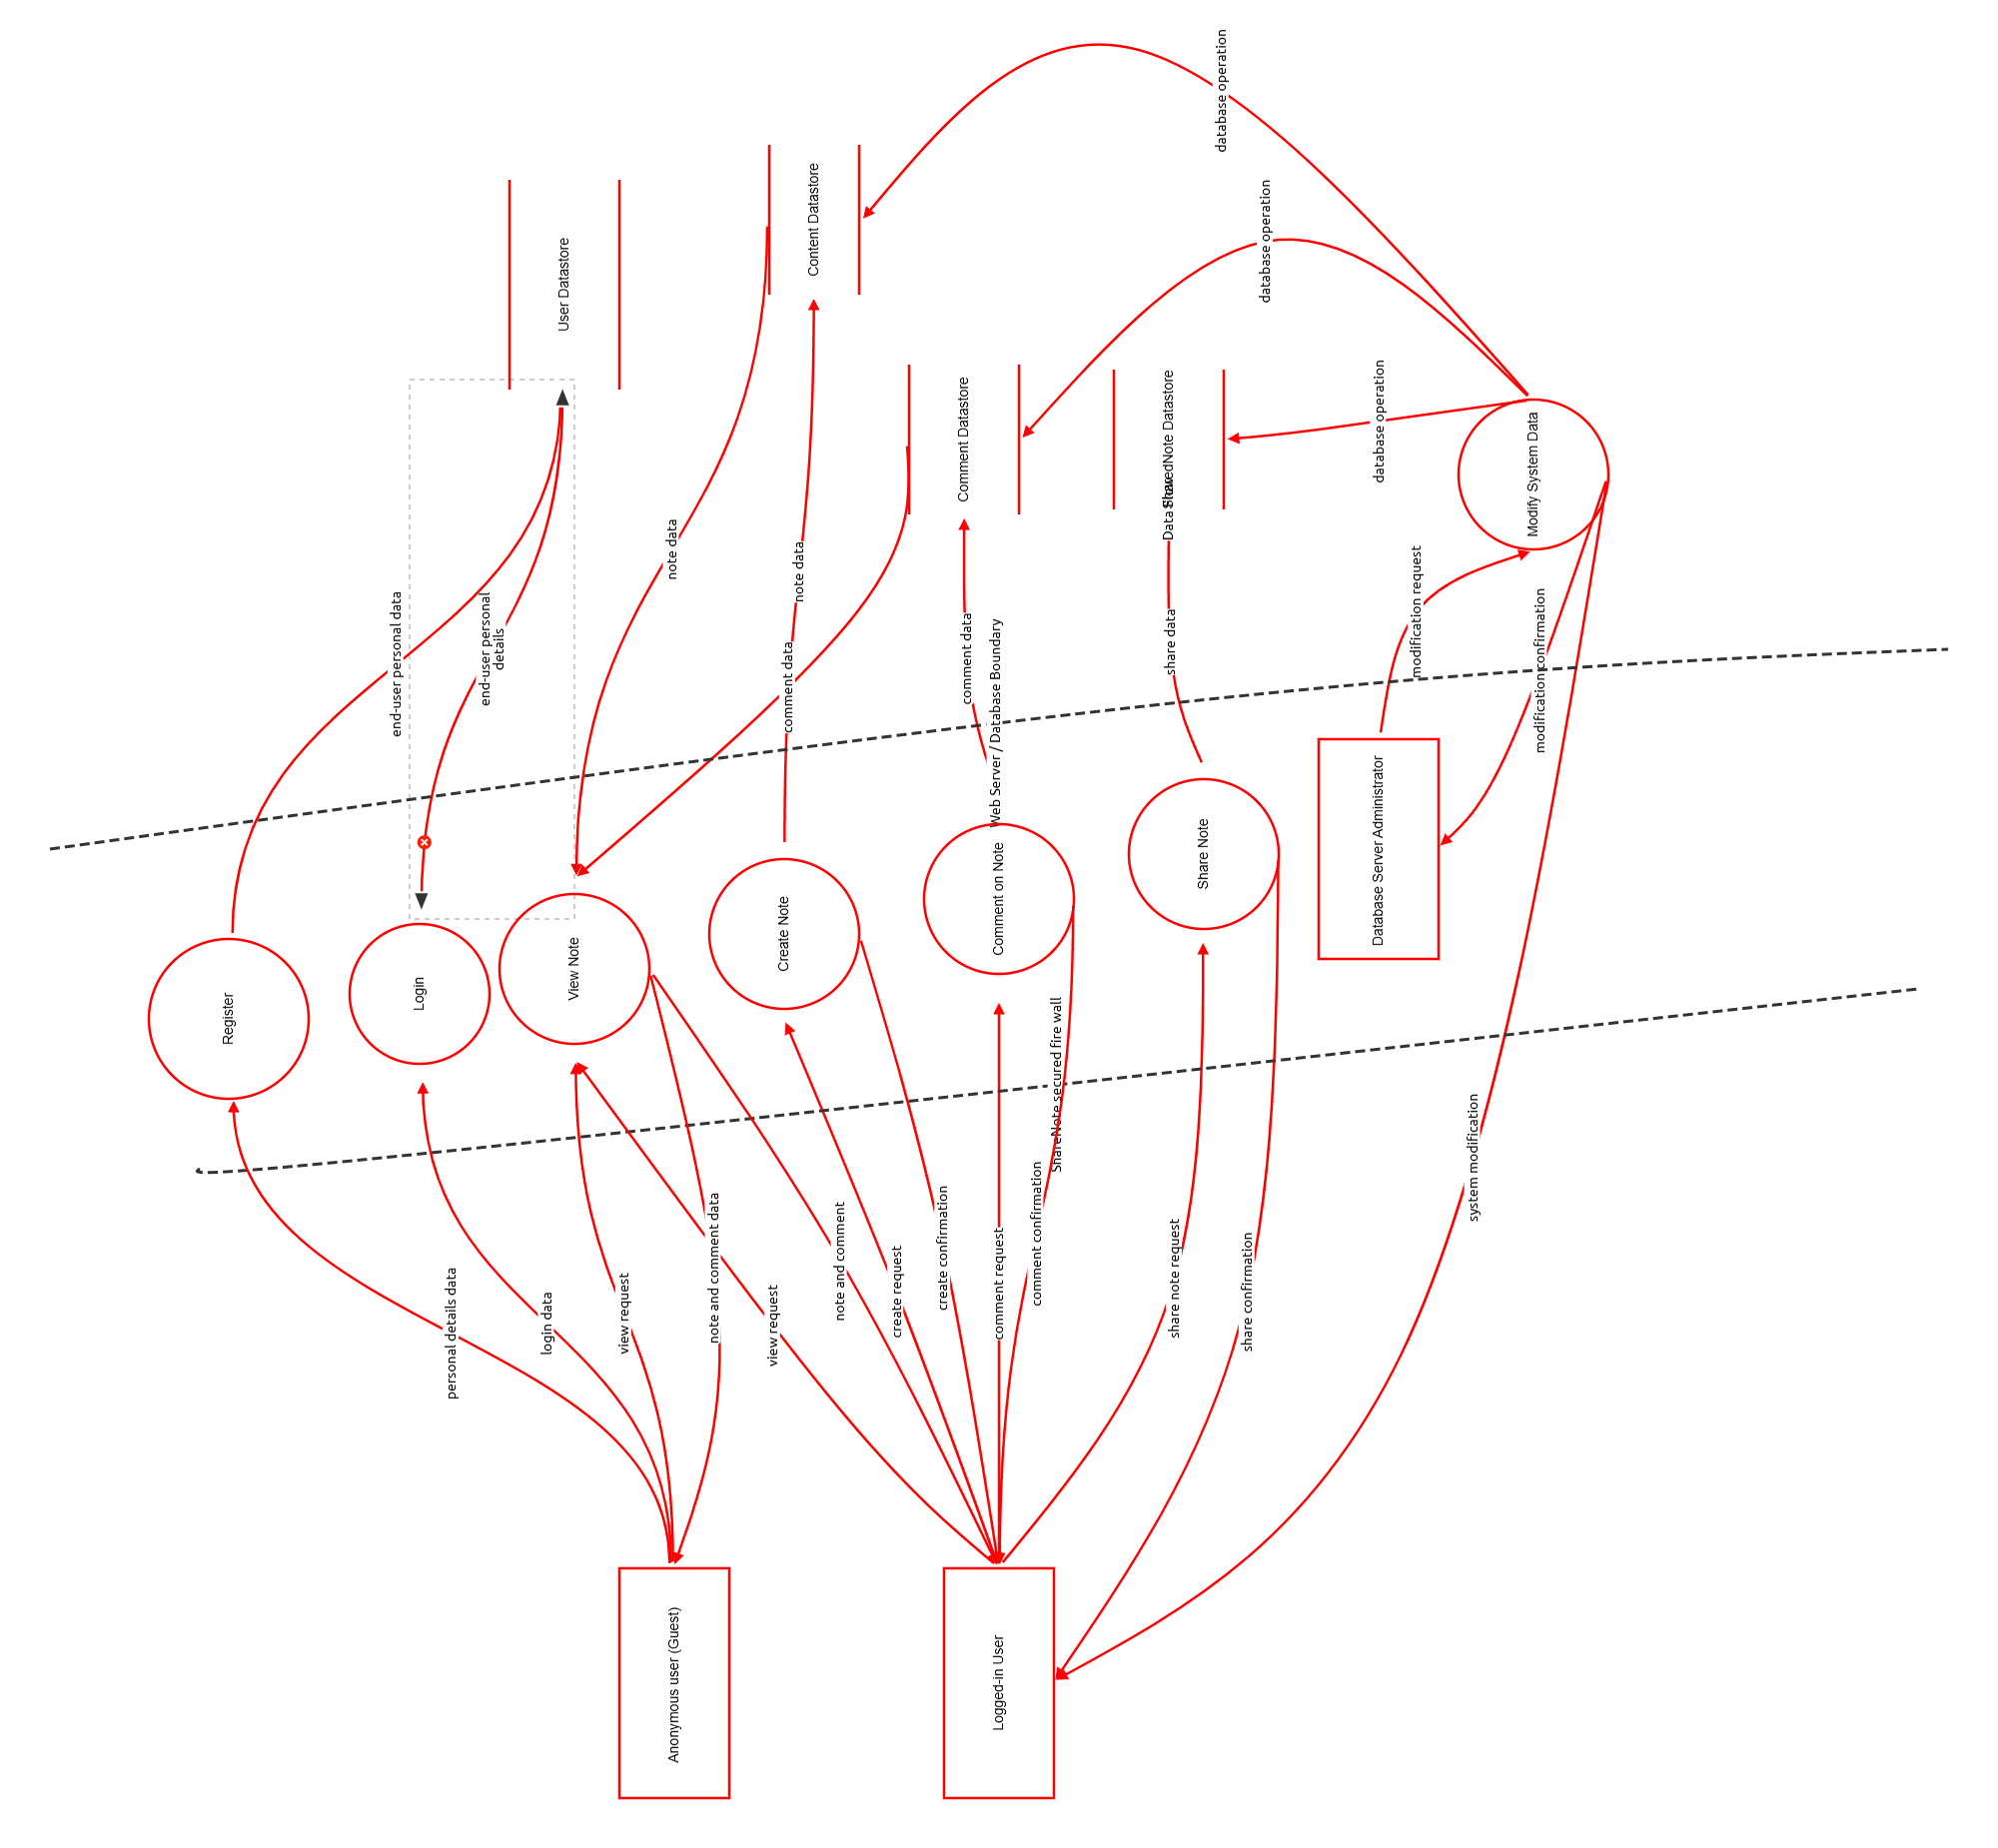 database operation
Content Datastore
database operation
User Datastore
Comment Datastore
Shared Note Datastore
database operation
Modify System Data
note data
Data Flow
note data
end-user personal data
end-user personal
details
comment data
comment data
share data
modification request
modification confirmation
Web Server / Database Boundary
Database Server Administrator
Share Note
Comment on Note
Create Note
View Note
Login
Register
ShareNote secured fire wall
system modification
comment confirmation
note and comment data
create confirmation
note and comment
share note request
share confirmation
comment request
create request
view request
view request
login data
personal details data
Anonymous user (Guest)
Logged-in User